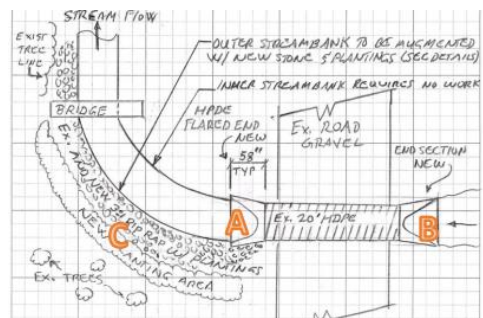 STREAM FLOW
EXIST
TREE
LINE
OUTER STREAMBANK TO BE AUGMENTED
W/ NEW STONE & PLANTINGS (SEE DETAILS)
INNER STREAMBANK REQUIRES NO WORK
BRIDGE
HPDE
FLARED END
NEW
58"
TYP
EX. ROAD
GRAVEL
END SECTION
NEW
A
EX. 20' HDPE
B
C
RIP RAP W/ PLANTINGS
NEW PLANTING AREA
EX. TREES